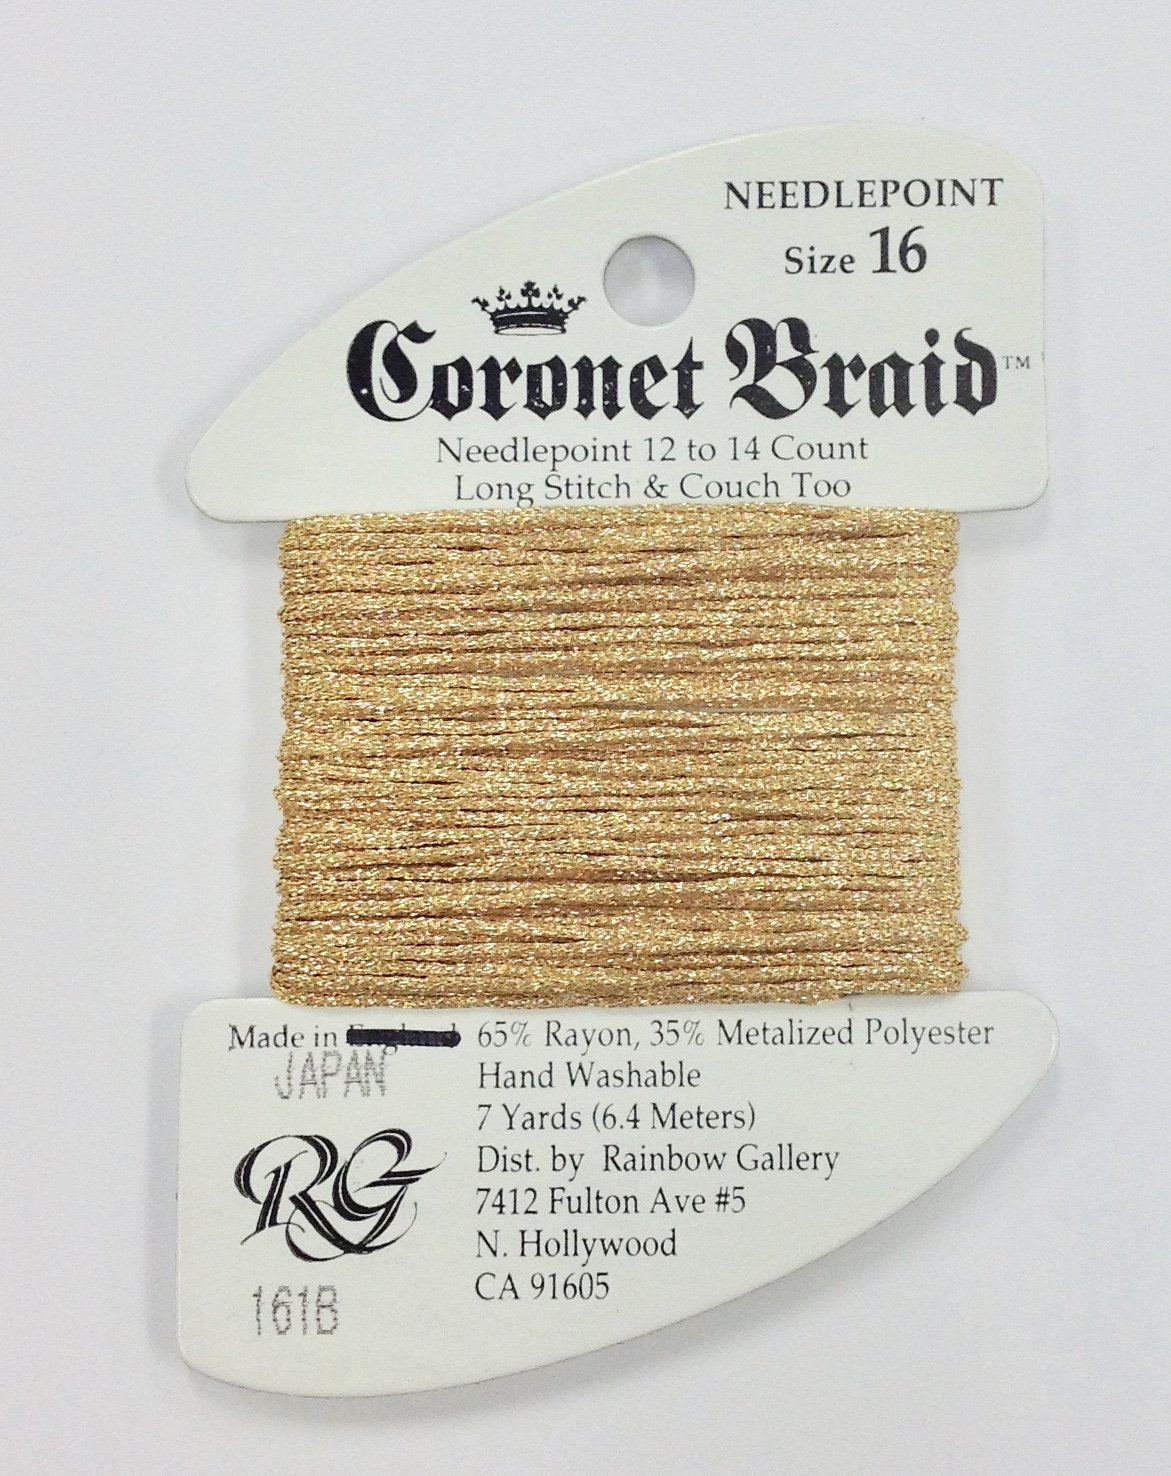 NEEDLEPOINT
Size 16
Coronet Braid™
Needlepoint 12 to 14 Count
Long Stitch & Couch Too
Made in England
JAPAN
65% Rayon, 35% Metalized Polyester
Hand Washable
7 Yards (6.4 Meters)
Dist. by Rainbow Gallery
7412 Fulton Ave #5
N. Hollywood
CA 91605
RG
161B